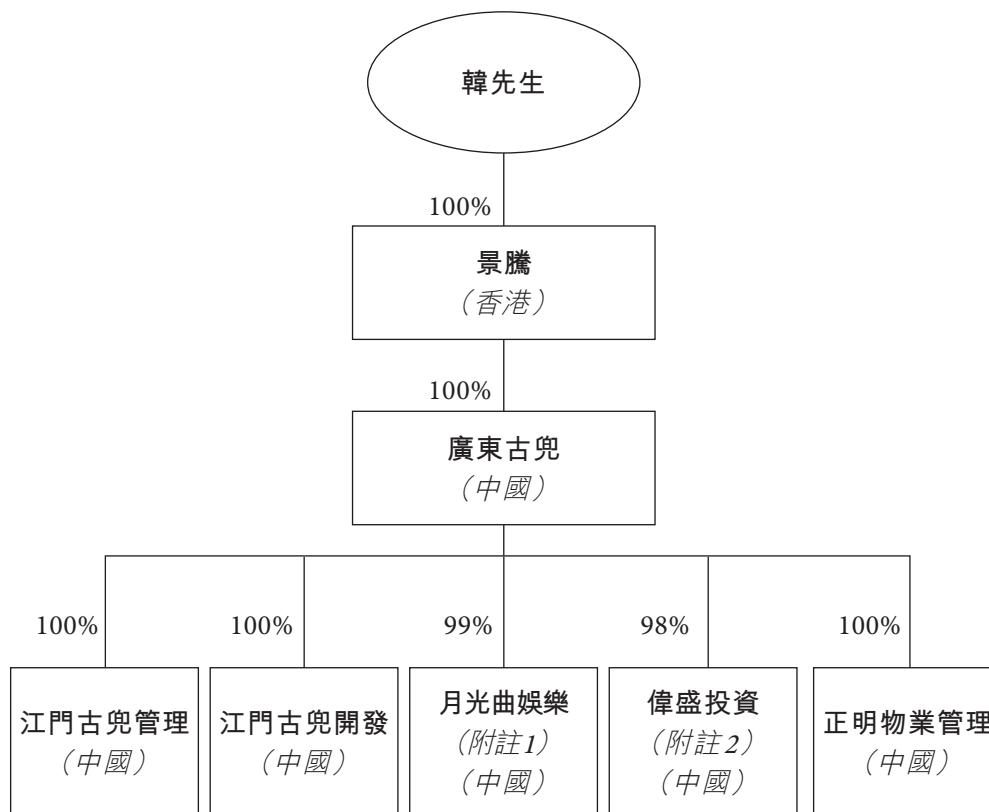 韓先生
100%
景騰
（香港）
100%
廣東古兜
（中國）
100%
100%
99%
98%
100%
江門古兜管理
（中國）
江門古兜開發
（中國）
月光曲娛樂
（附註1）
（中國）
偉盛投資
（附註2）
（中國）
正明物業管理
（中國）